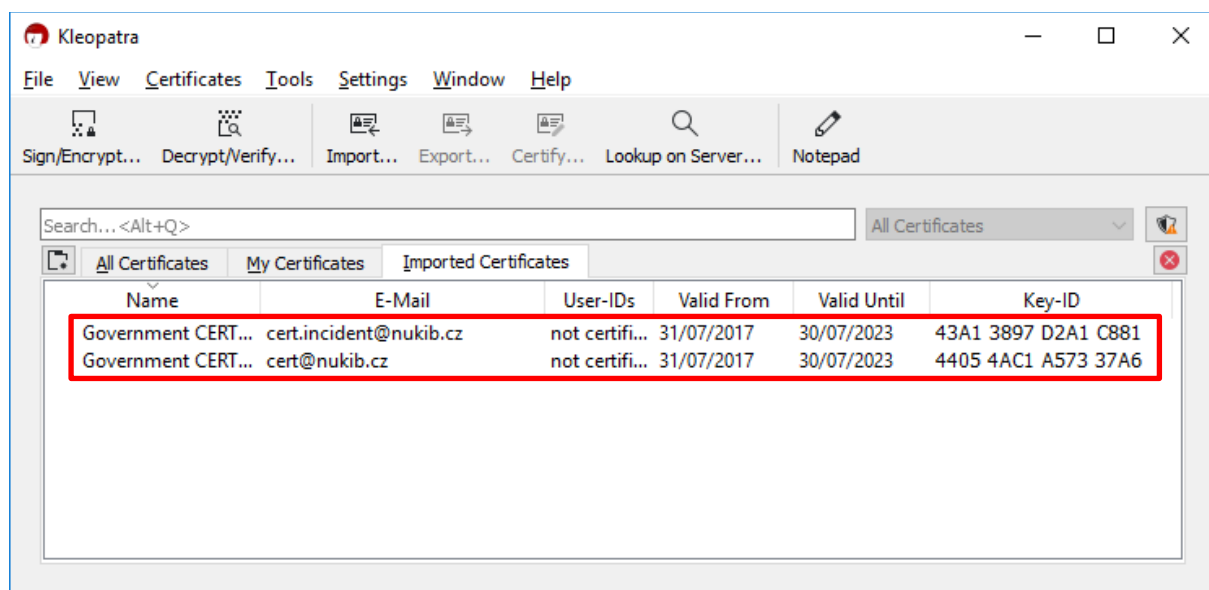 Kleopatra
File View Certificates Tools Settings Window Help
Sign/Encrypt... Decrypt/Verify... Import... Export... Certify... Lookup on Server... Notepad
Search...<Alt+Q> All Certificates
All Certificates My Certificates Imported Certificates
Name E-Mail User-IDs Valid From Valid Until Key-ID
Government CERT... cert.incident@nukib.cz not certifi... 31/07/2017 30/07/2023 43A1 3897 D2A1 C881
Government CERT... cert@nukib.cz not certifi... 31/07/2017 30/07/2023 4405 4AC1 A573 37A6